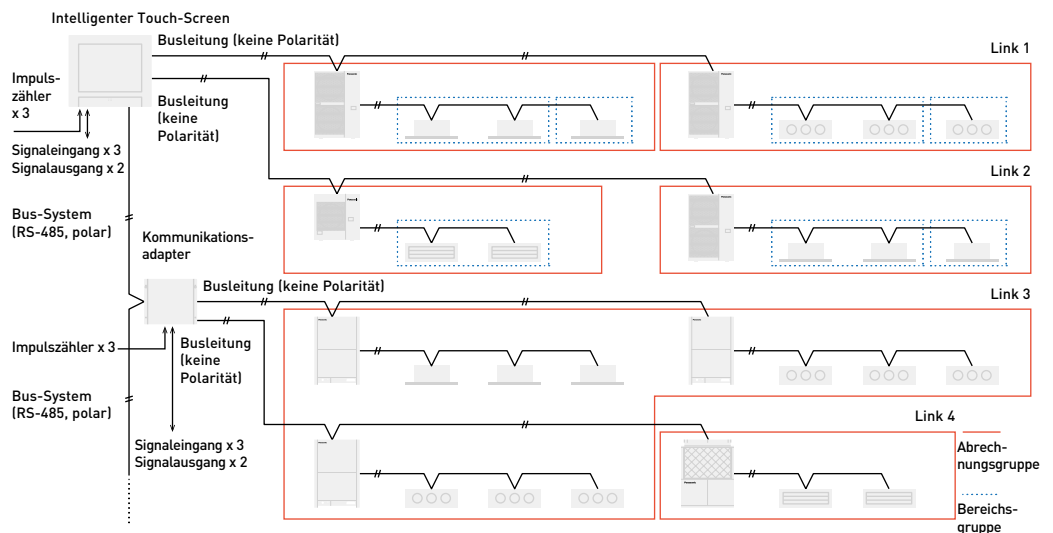 Intelligenter Touch-Screen
Busleitung (keine Polarität)
Link 1
Impuls-
zähler
x 3
Busleitung
(keine
Polarität)
Signaleingang x 3
Signalausgang x 2
Link 2
Bus-System
(RS-485, polar)
Kommunikations-
adapter
Busleitung (keine Polarität)
Link 3
Impulszähler x 3
Busleitung
(keine
Polarität)
Bus-System
(RS-485, polar)
Signaleingang x 3
Signalausgang x 2
Link 4
Abrech-
nungsgruppe
Bereichs-
gruppe